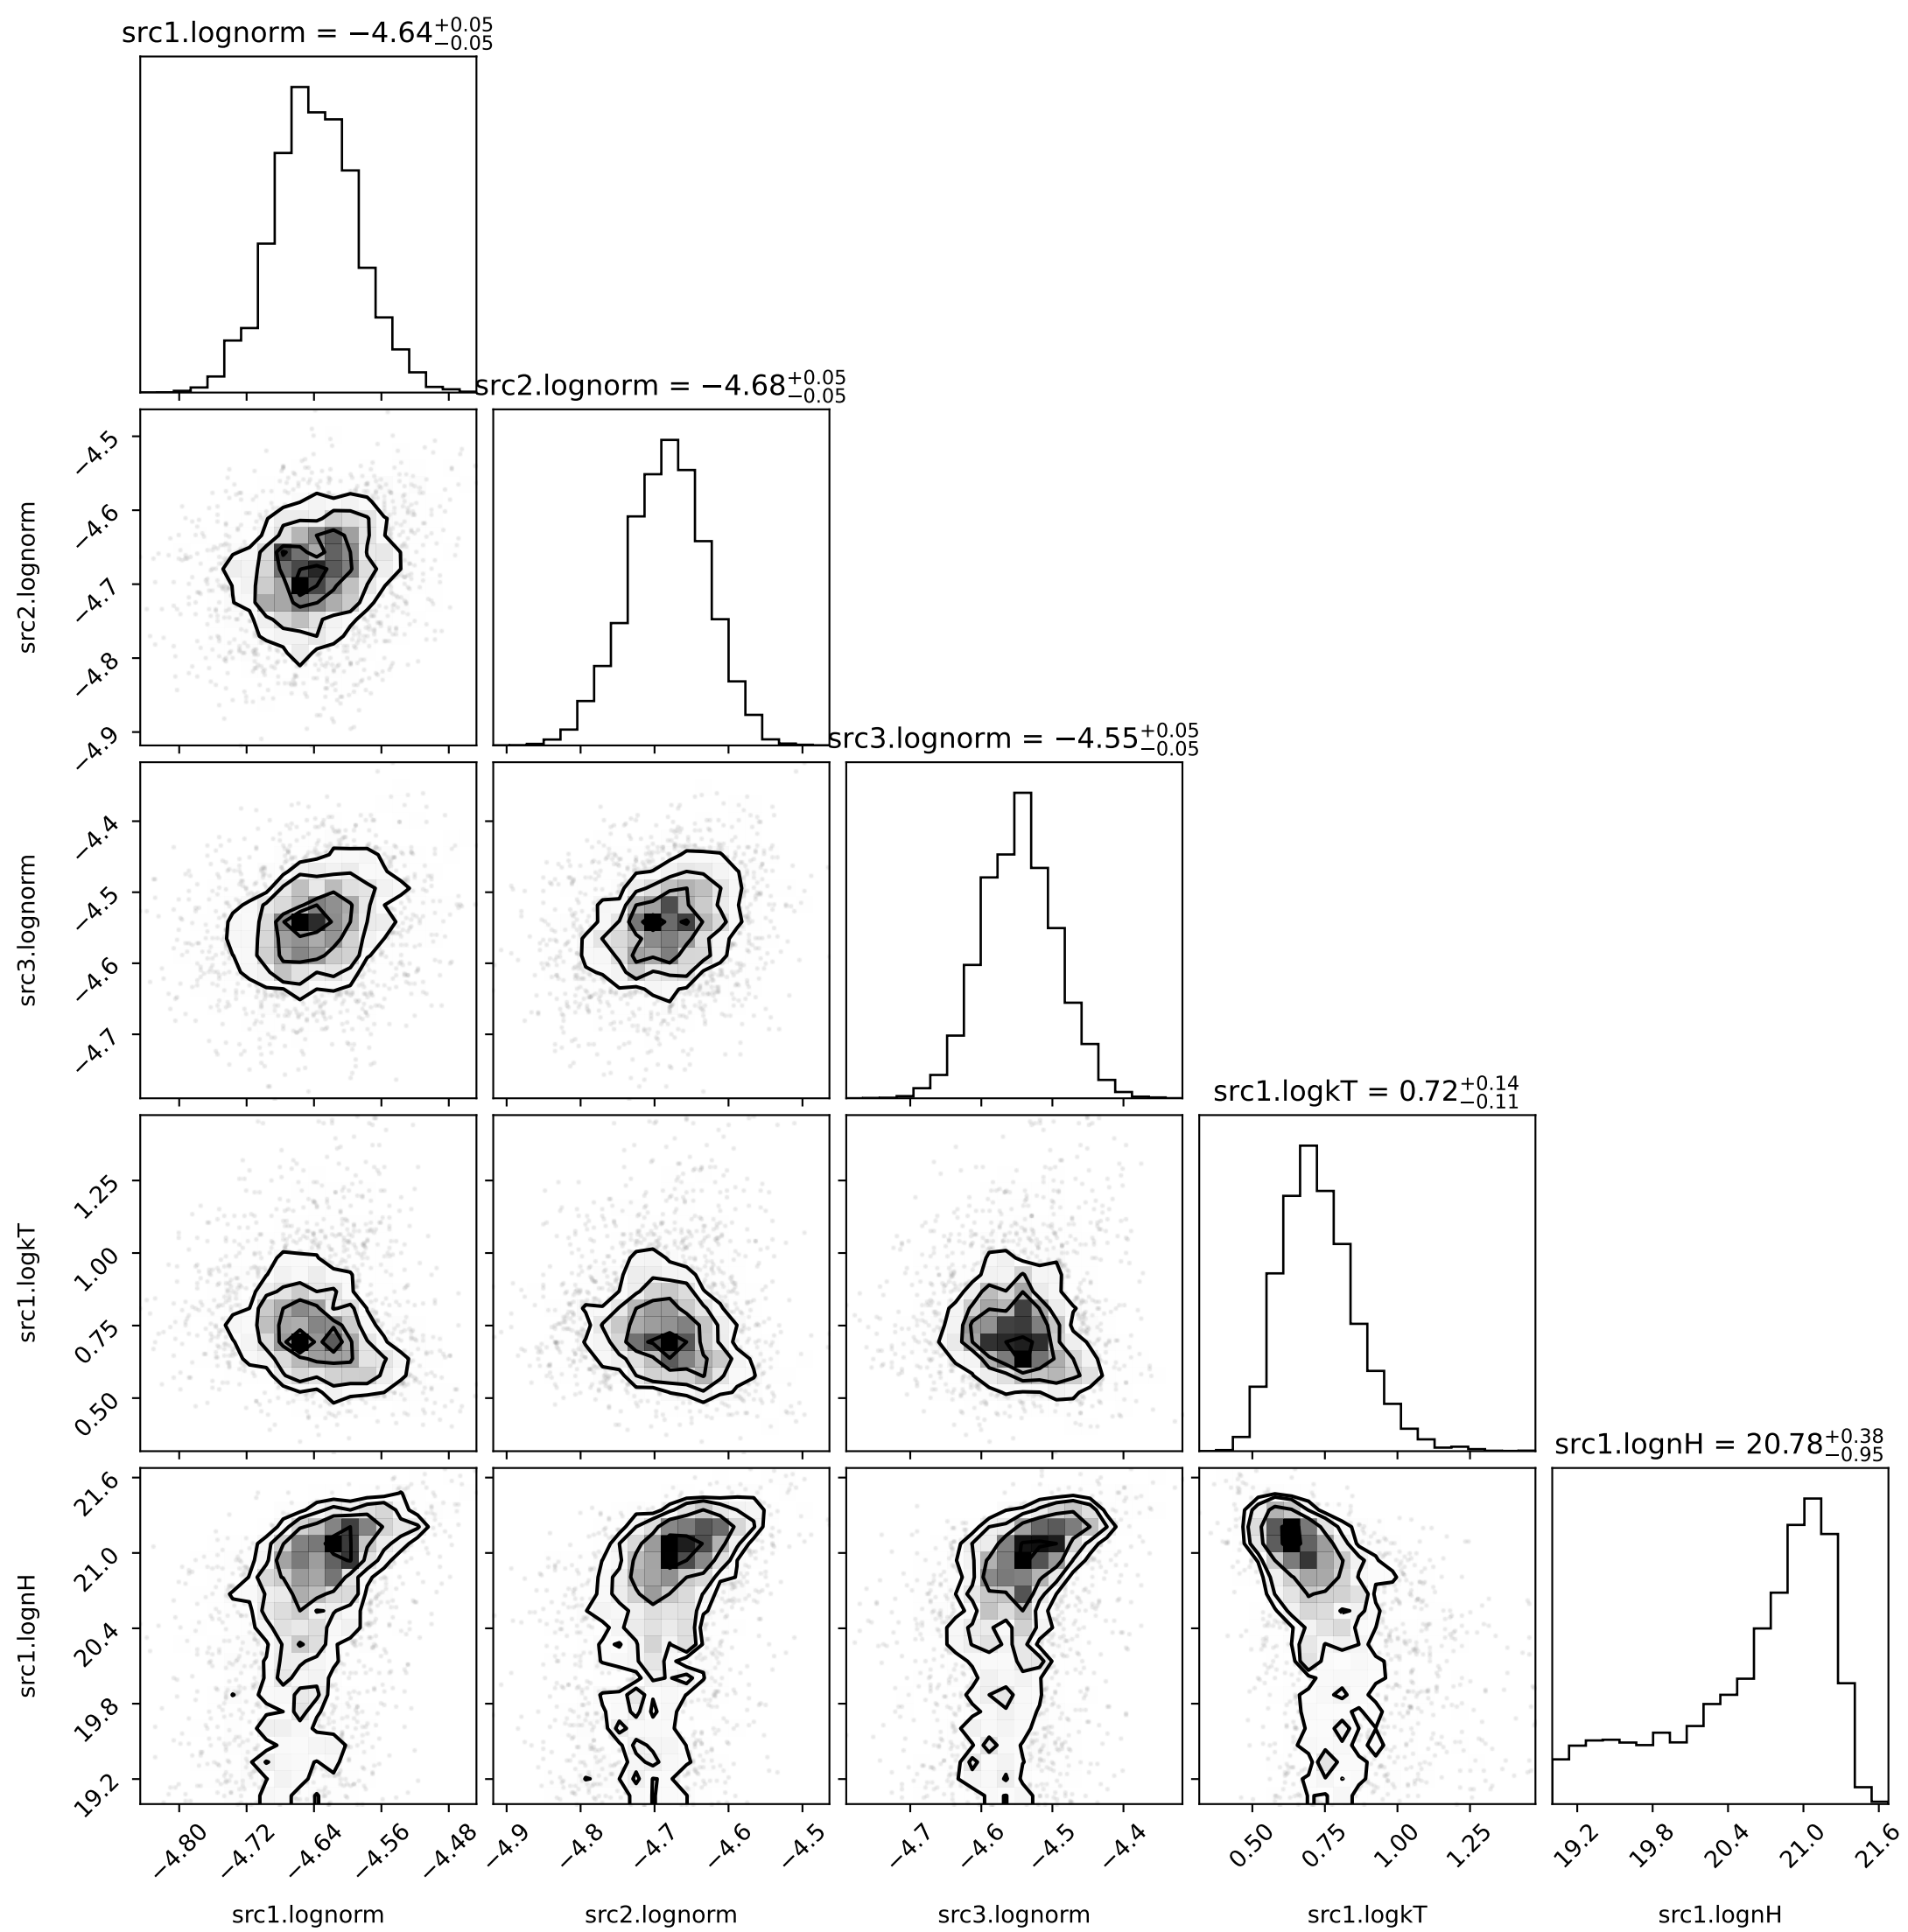 src1.lognorm = −4.64+0.05−0.05
src2.lognorm = −4.68+0.05−0.05
−4.5
−4.6
−4.7
−4.8
−4.9
src2.lognorm
src3.lognorm = −4.55+0.05−0.05
−4.4
−4.5
−4.6
−4.7
src3.lognorm
src1.logkT = 0.72+0.14−0.11
1.25
1.00
0.75
0.50
src1.logkT
src1.lognH = 20.78+0.38−0.95
21.6
21.0
20.4
19.8
19.2
src1.lognH
−4.80 −4.72 −4.64 −4.56 −4.48 −4.9 −4.8 −4.7 −4.6 −4.5 −4.7 −4.6 −4.5 −4.4 0.50 0.75 1.00 1.25 19.2 19.8 20.4 21.0 21.6
src1.lognorm src2.lognorm src3.lognorm src1.logkT src1.lognH